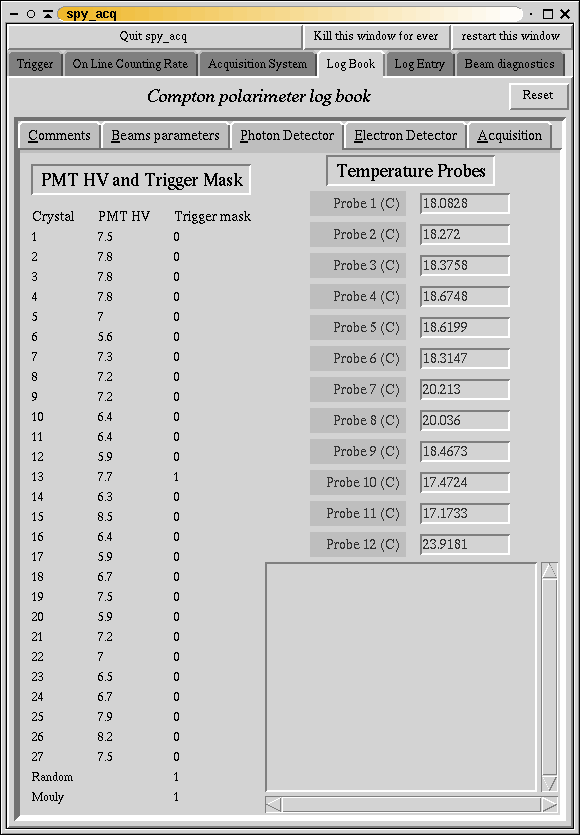 spy_acq
Quit spy_acq Kill this window for ever restart this window
Trigger On Line Counting Rate Acquisition System Log Book Log Entry Beam diagnostics
Compton polarimeter log book Reset
Comments Beams parameters Photon Detector Electron Detector Acquisition
PMT HV and Trigger Mask
Crystal PMT HV Trigger mask
1 7.5 0
2 7.8 0
3 7.8 0
4 7.8 0
5 7 0
6 5.6 0
7 7.3 0
8 7.2 0
9 7.2 0
10 6.4 0
11 6.4 0
12 5.9 0
13 7.7 1
14 6.3 0
15 8.5 0
16 6.4 0
17 5.9 0
18 6.7 0
19 7.5 0
20 5.9 0
21 7.2 0
22 7 0
23 6.5 0
24 6.7 0
25 7.9 0
26 8.2 0
27 7.5 0
Random 1
Mouly 1
Temperature Probes
Probe 1 (C) 18.0828
Probe 2 (C) 18.272
Probe 3 (C) 18.3758
Probe 4 (C) 18.6748
Probe 5 (C) 18.6199
Probe 6 (C) 18.3147
Probe 7 (C) 20.213
Probe 8 (C) 20.036
Probe 9 (C) 18.4673
Probe 10 (C) 17.4724
Probe 11 (C) 17.1733
Probe 12 (C) 23.9181